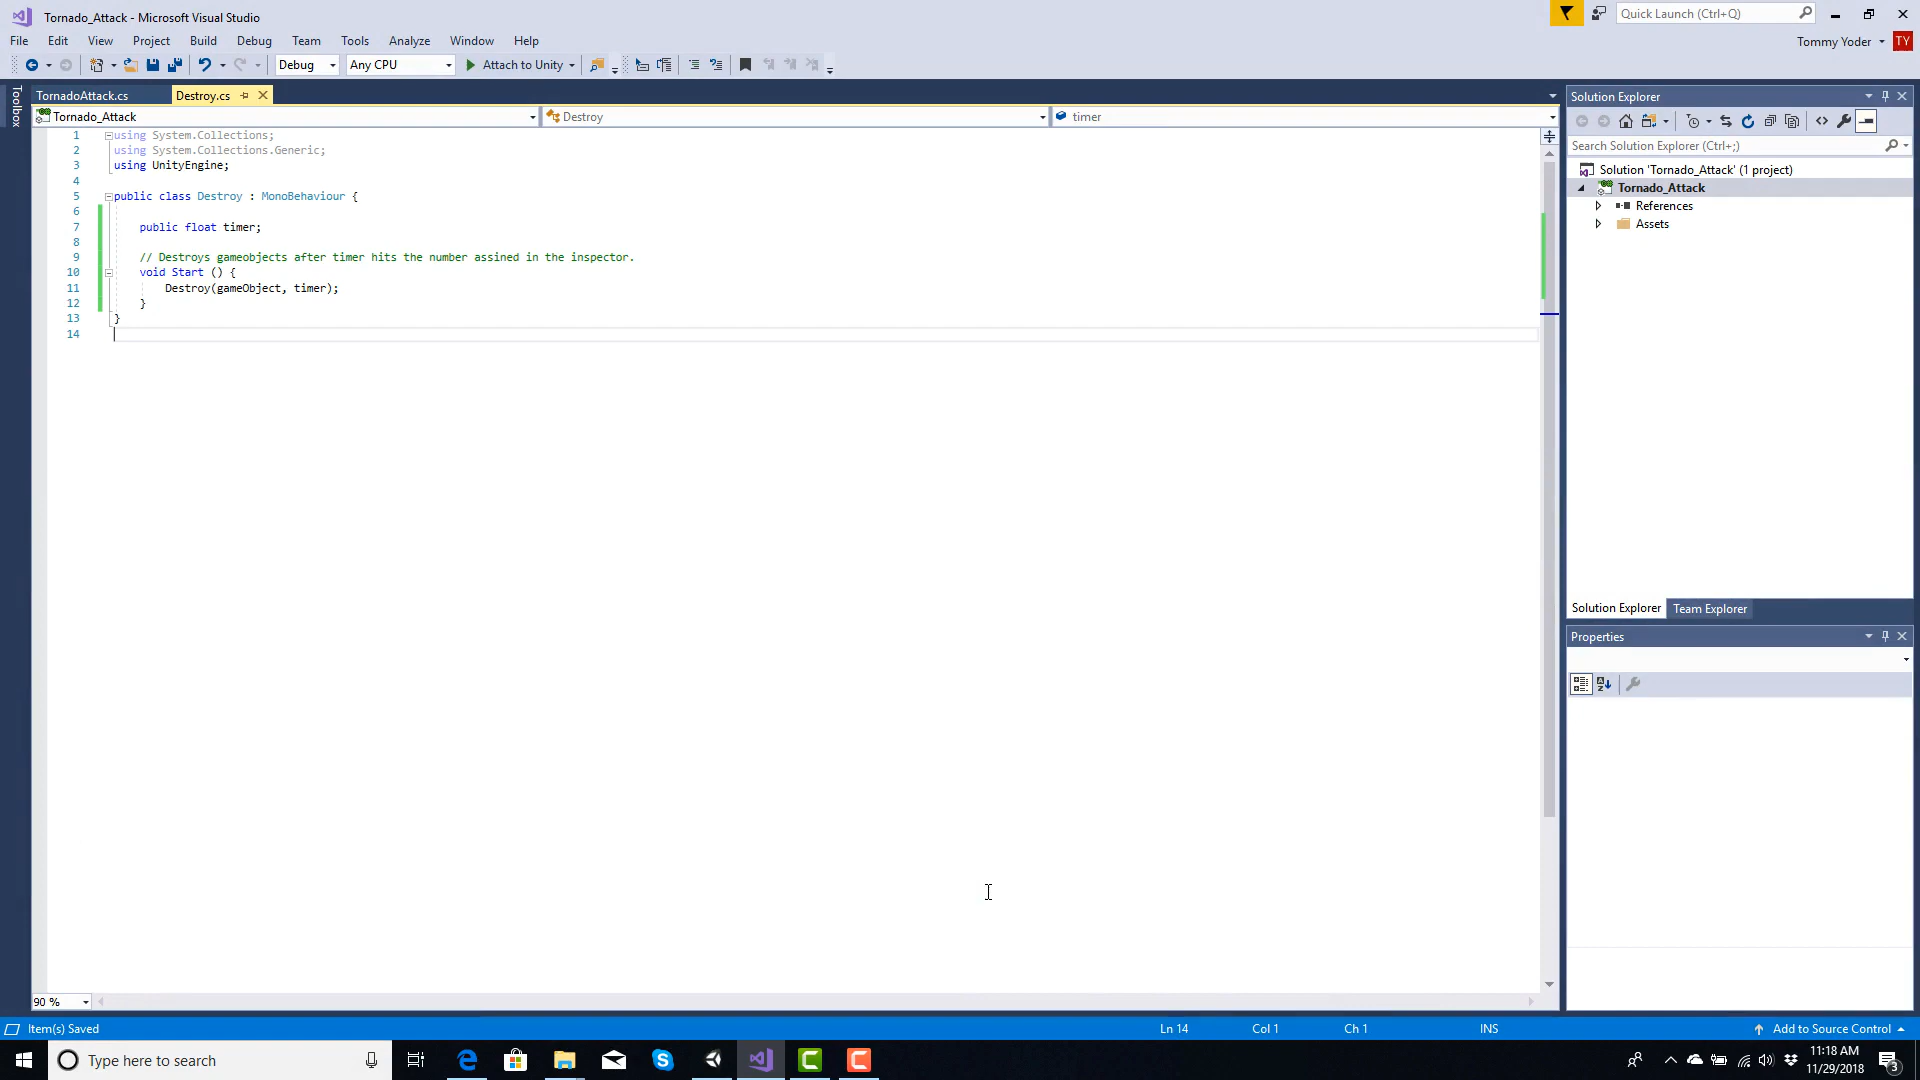 Tornado_Attack - Microsoft Visual Studio
Quick Launch (Ctrl+Q)
File Edit View Project Build Debug Team Tools Analyze Window Help
Tommy Yoder TY
Debug Any CPU Attach to Unity
Toolbox
TornadoAttack.cs Destroy.cs
Tornado_Attack Destroy timer
1 using System.Collections;
2 using System.Collections.Generic;
3 using UnityEngine;
4
5 public class Destroy : MonoBehaviour {
6
7 public float timer;
8
9 // Destroys gameobjects after timer hits the number assined in the inspector.
10 void Start () {
11 Destroy(gameObject, timer);
12 }
13 }
14
90 %
Solution Explorer
Search Solution Explorer (Ctrl+;)
Solution 'Tornado_Attack' (1 project)
Tornado_Attack
References
Assets
Solution Explorer Team Explorer
Properties
Item(s) Saved Ln 14 Col 1 Ch 1 INS Add to Source Control
Type here to search
11:18 AM
11/29/2018
3